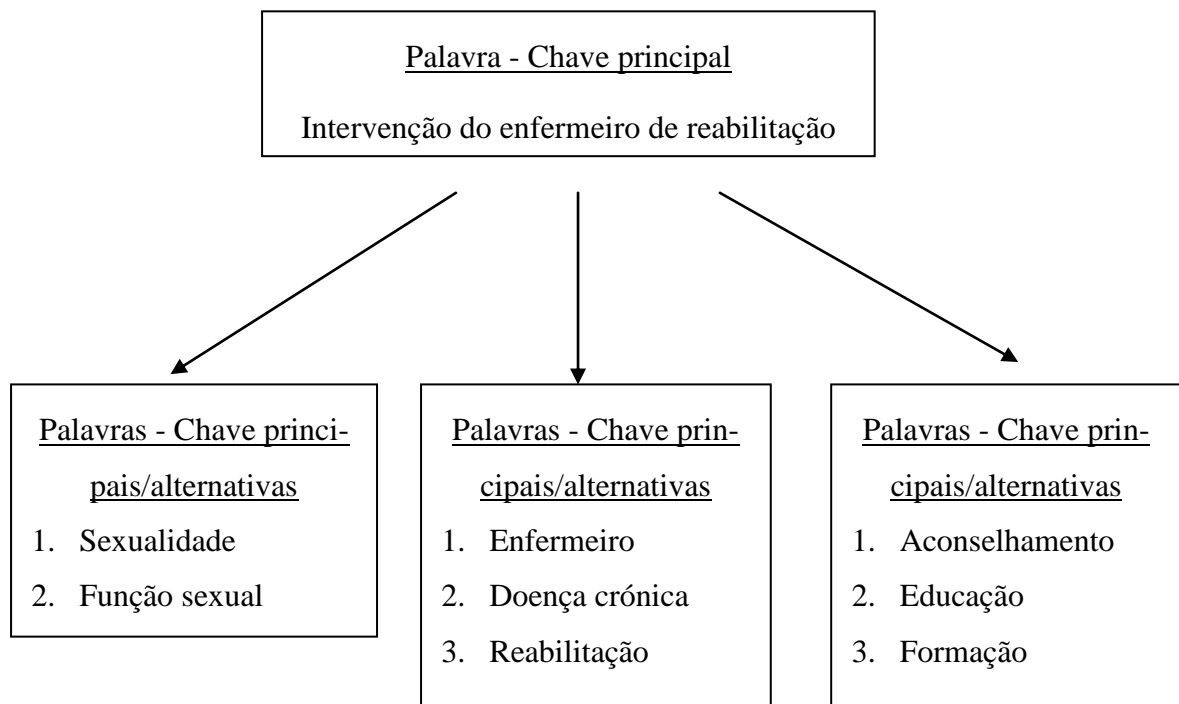 Palavra - Chave principal
Intervenção do enfermeiro de reabilitação
Palavras - Chave princi-
pais/alternativas
1. Sexualidade
2. Função sexual
Palavras - Chave prin-
cipais/alternativas
1. Enfermeiro
2. Doença crónica
3. Reabilitação
Palavras - Chave prin-
cipais/alternativas
1. Aconselhamento
2. Educação
3. Formação